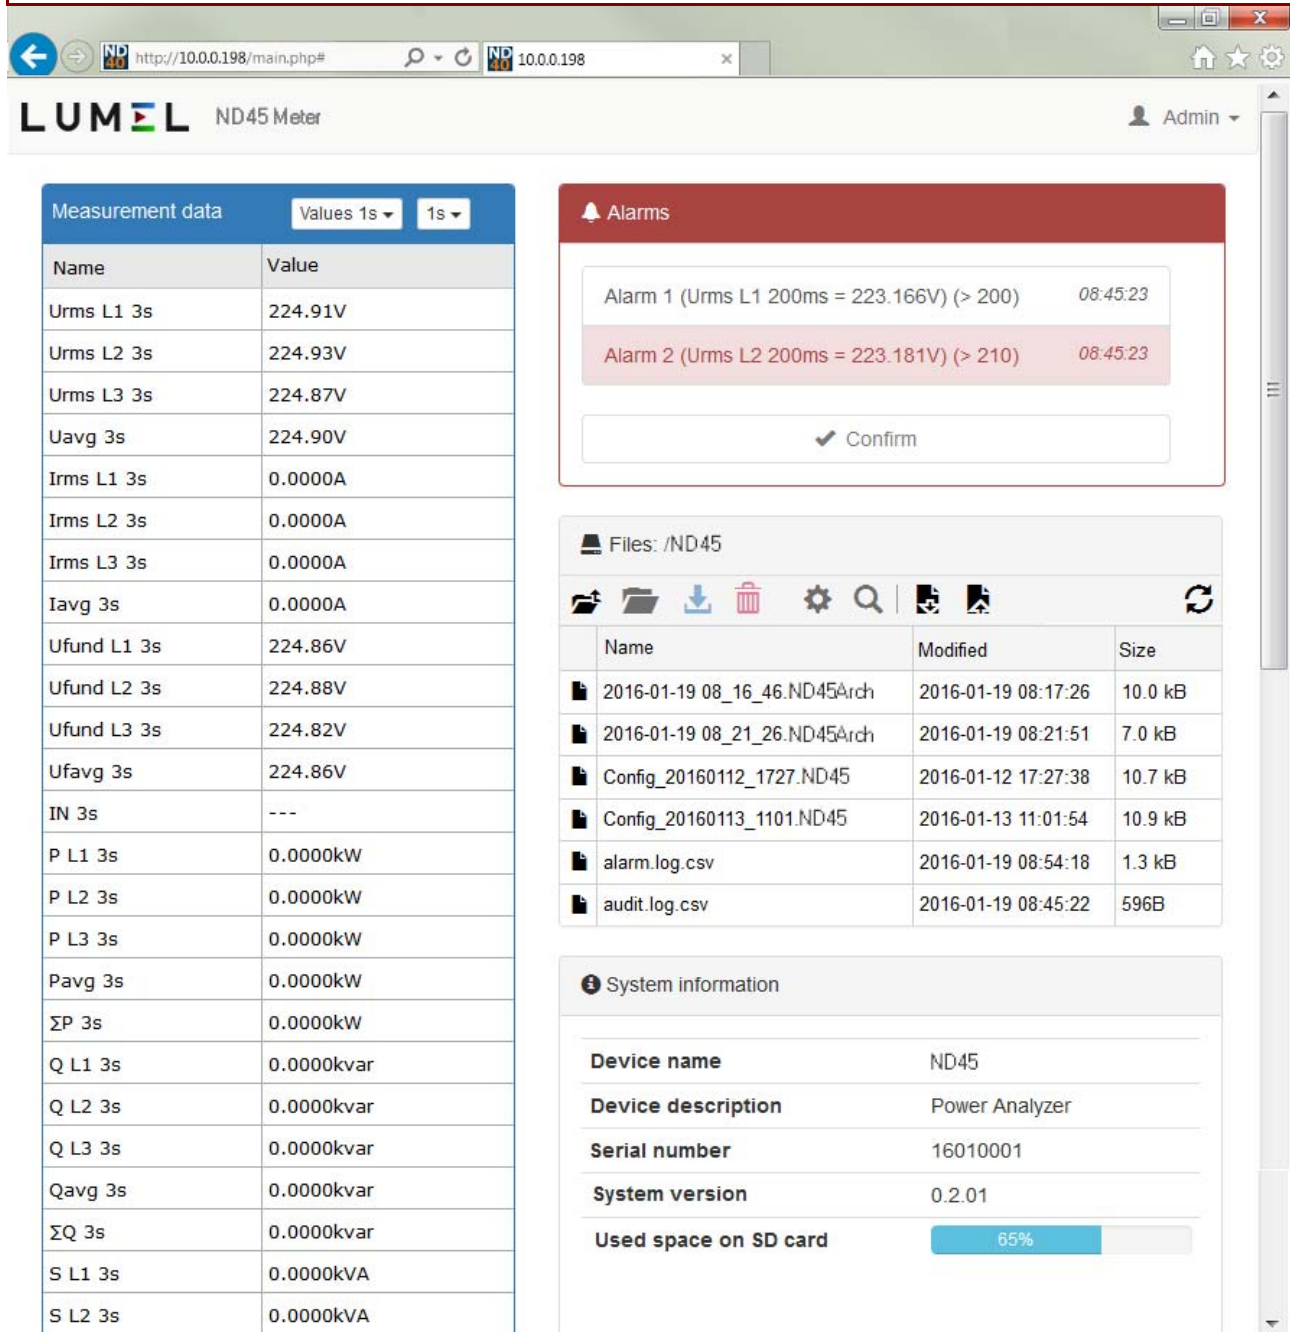 http://10.0.0.198/main.php#
ND40
10.0.0.198
LUMEL ND45 Meter
Admin
Measurement data Values 1s 1s
Name Value
Urms L1 3s 224.91V
Urms L2 3s 224.93V
Urms L3 3s 224.87V
Uavg 3s 224.90V
Irms L1 3s 0.0000A
Irms L2 3s 0.0000A
Irms L3 3s 0.0000A
Iavg 3s 0.0000A
Ufund L1 3s 224.86V
Ufund L2 3s 224.88V
Ufund L3 3s 224.82V
Ufavg 3s 224.86V
IN 3s ---
P L1 3s 0.0000kW
P L2 3s 0.0000kW
P L3 3s 0.0000kW
Pavg 3s 0.0000kW
ΣP 3s 0.0000kW
Q L1 3s 0.0000kvar
Q L2 3s 0.0000kvar
Q L3 3s 0.0000kvar
Qavg 3s 0.0000kvar
ΣQ 3s 0.0000kvar
S L1 3s 0.0000kVA
S L2 3s 0.0000kVA
Alarms
Alarm 1 (Urms L1 200ms = 223.166V) (> 200) 08:45:23
Alarm 2 (Urms L2 200ms = 223.181V) (> 210) 08:45:23
Confirm
Files: /ND45
Name Modified Size
2016-01-19 08_16_46.ND45Arch 2016-01-19 08:17:26 10.0 kB
2016-01-19 08_21_26.ND45Arch 2016-01-19 08:21:51 7.0 kB
Config_20160112_1727.ND45 2016-01-12 17:27:38 10.7 kB
Config_20160113_1101.ND45 2016-01-13 11:01:54 10.9 kB
alarm.log.csv 2016-01-19 08:54:18 1.3 kB
audit.log.csv 2016-01-19 08:45:22 596B
System information
Device name ND45
Device description Power Analyzer
Serial number 16010001
System version 0.2.01
Used space on SD card 65%